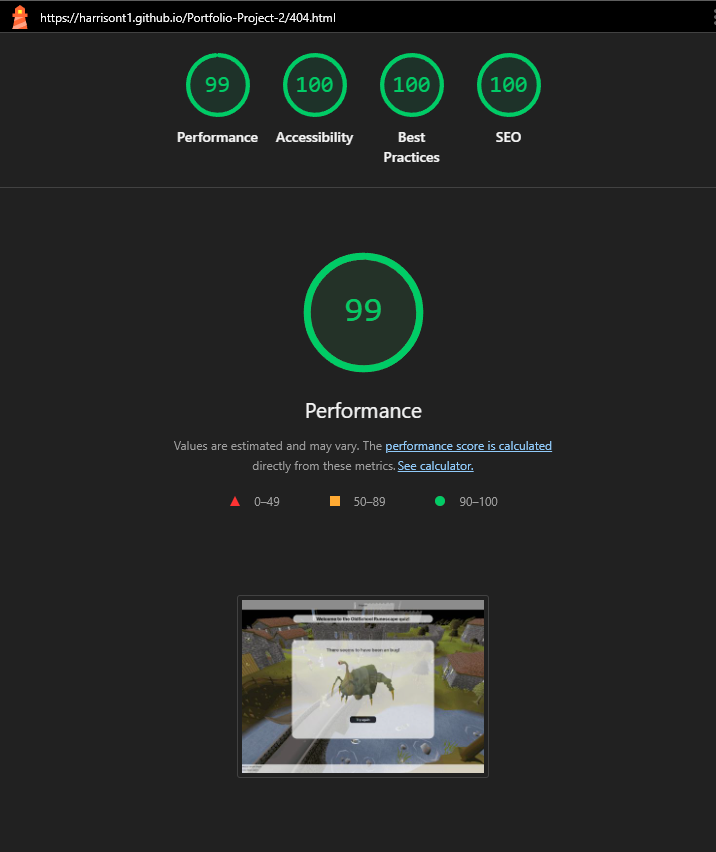 https://harrisont1.github.io/Portfolio-Project-2/404.html
99 100 100 100
Performance Accessibility Best Practices SEO
99
Performance
Values are estimated and may vary. The performance score is calculated
directly from these metrics. See calculator.
0–49 50–89 90–100
Welcome to the OldSchool Runescape quiz!
There seems to have been an bug!